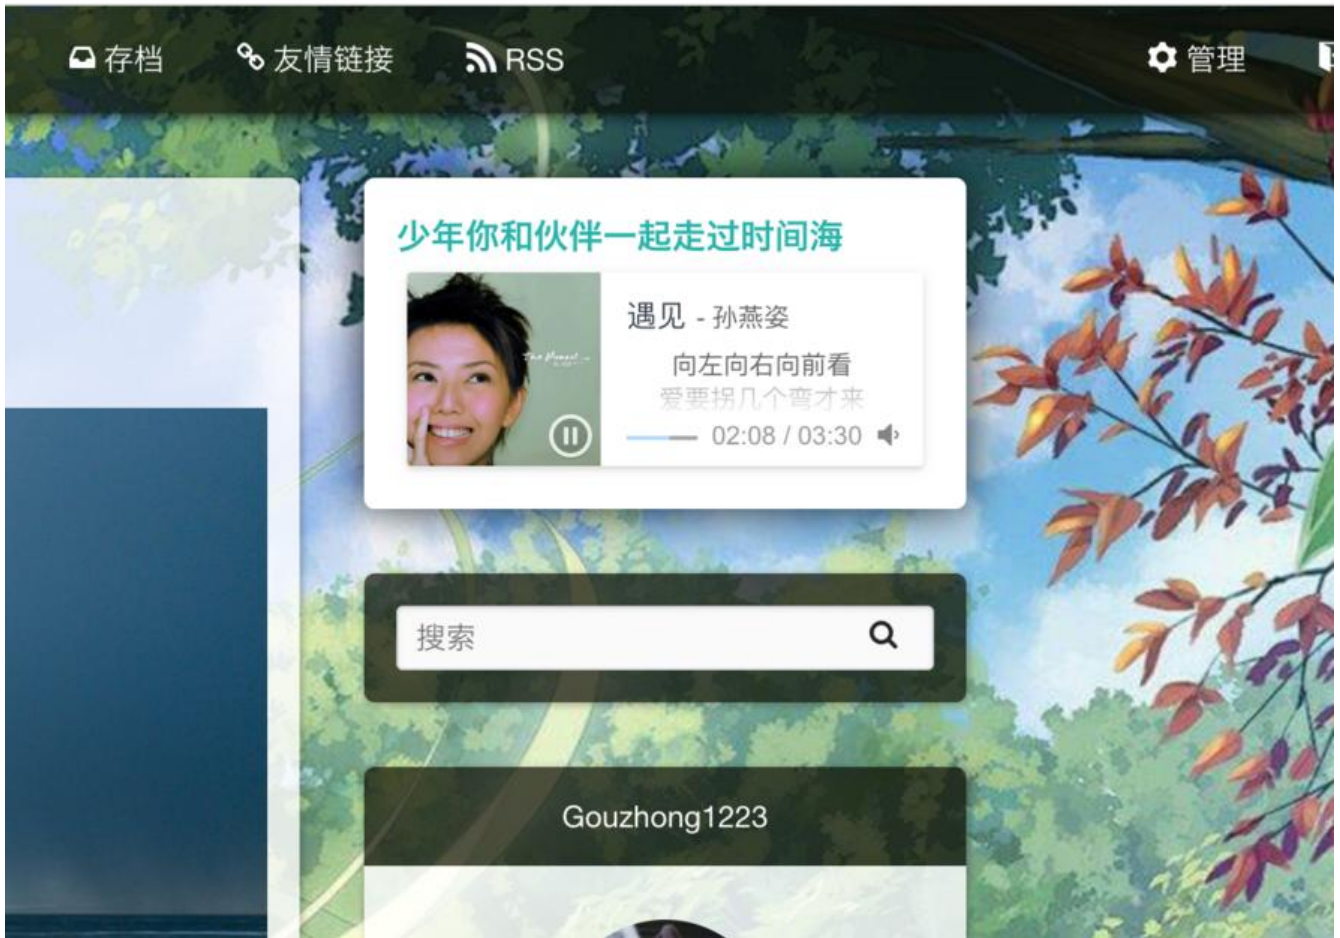 存档 友情链接 RSS 管理
少年你和伙伴一起走过时间海
遇见 - 孙燕姿
The Moment
向左向右向前看
爱要拐几个弯才来
02:08 / 03:30
搜索
Gouzhong1223